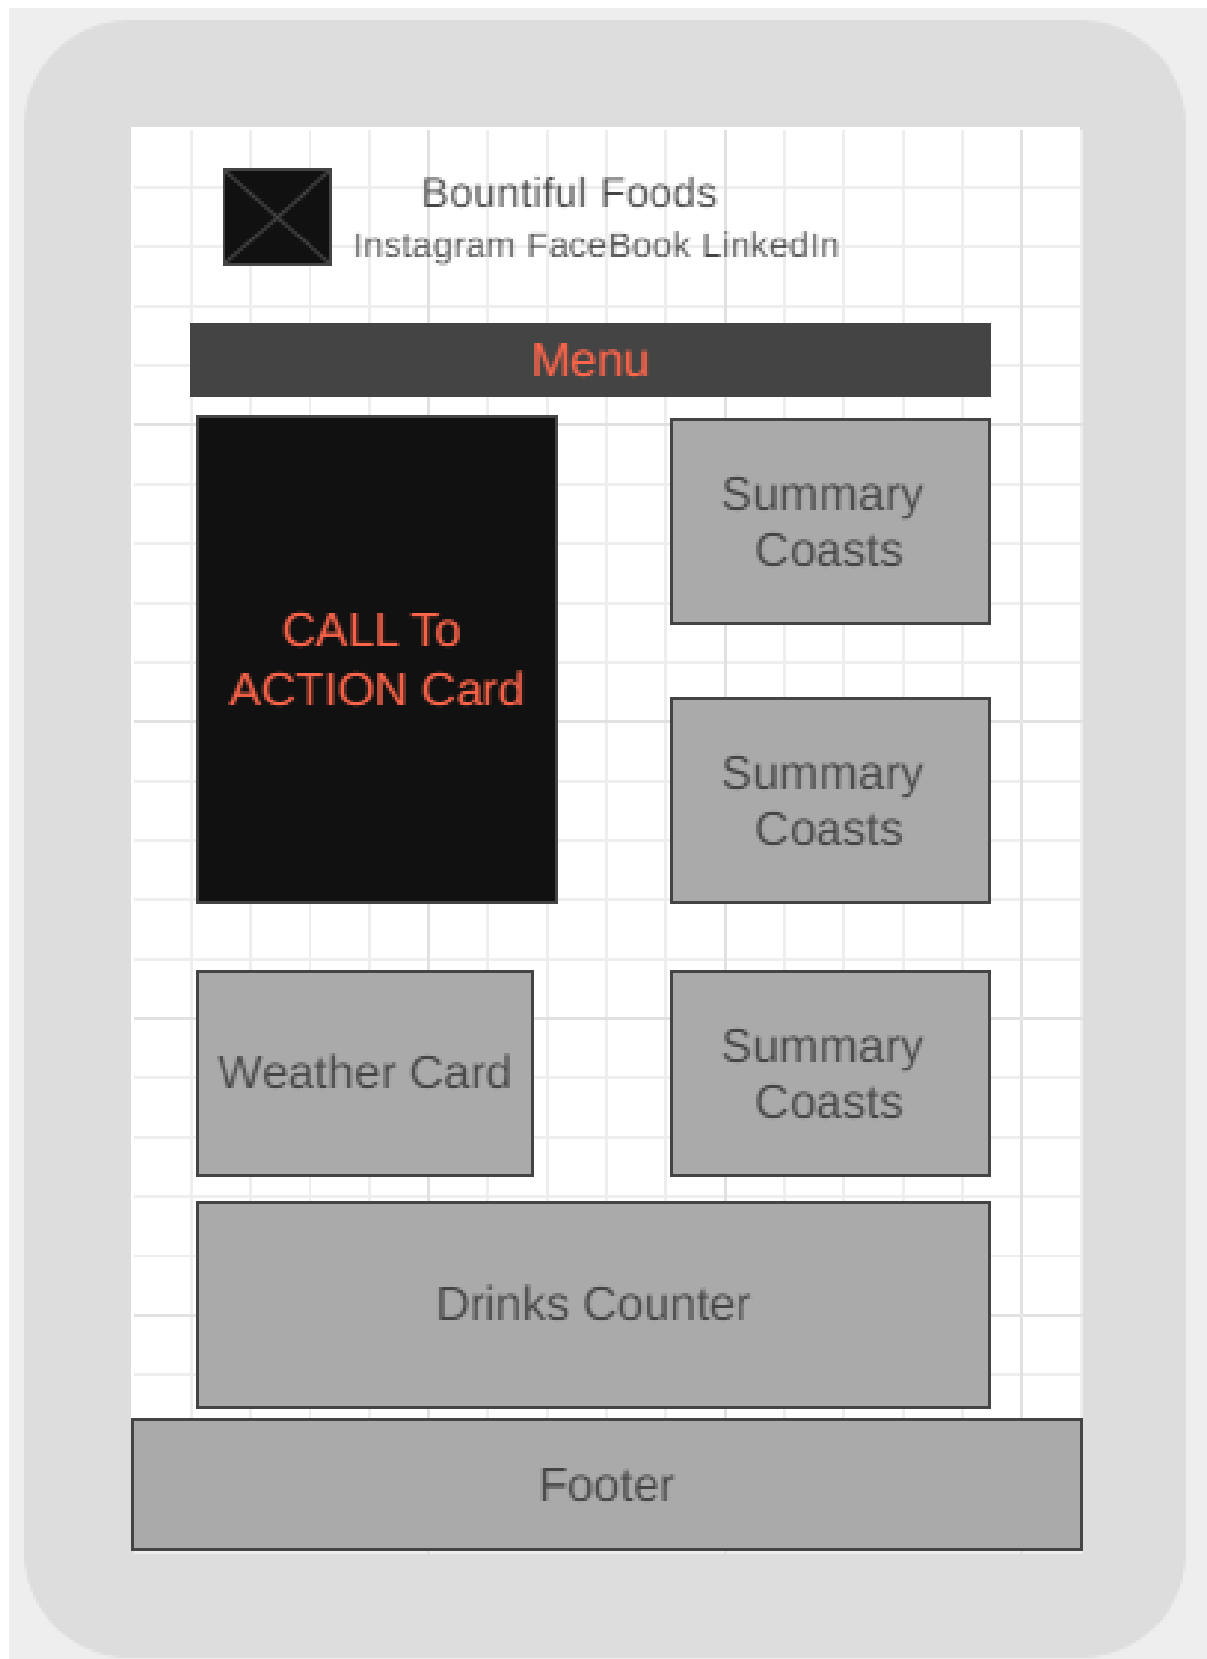 Bountiful Foods
Instagram FaceBook LinkedIn
Menu
CALL To
ACTION Card
Summary
Coasts
Summary
Coasts
Weather Card
Summary
Coasts
Drinks Counter
Footer